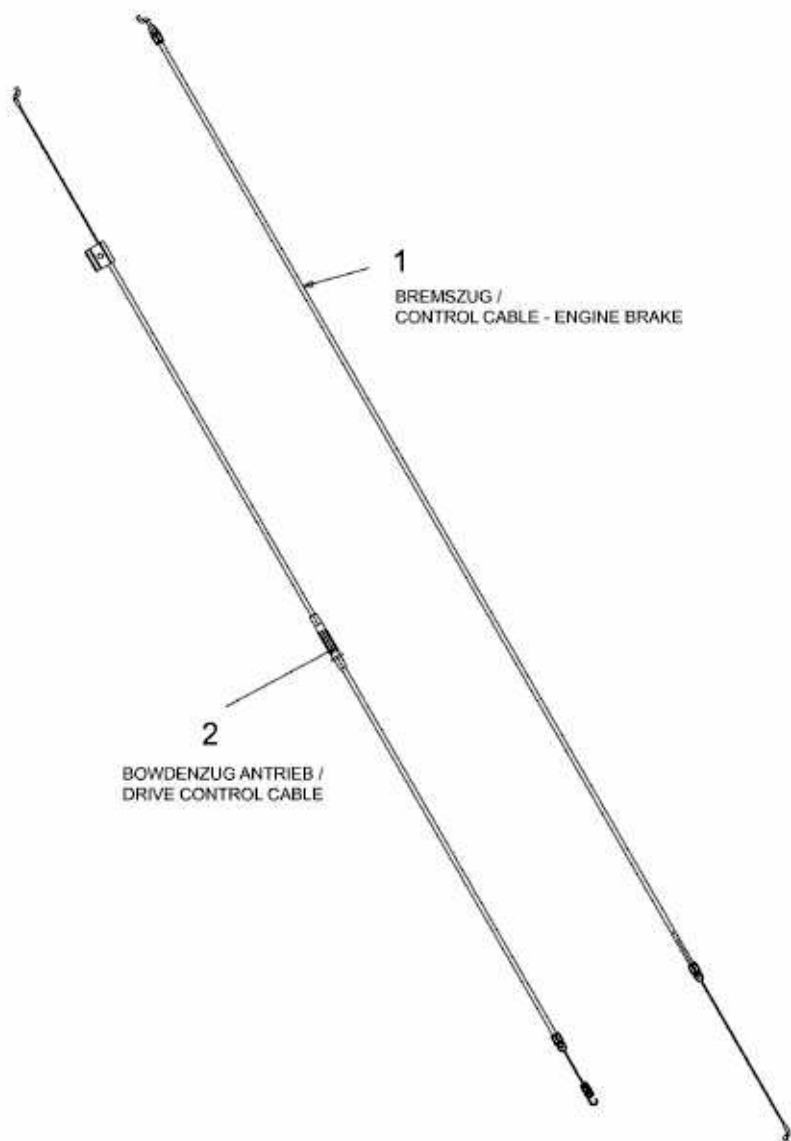 1
BREMSZUG /
CONTROL CABLE - ENGINE BRAKE
2
BOWDENZUG ANTRIEB /
DRIVE CONTROL CABLE